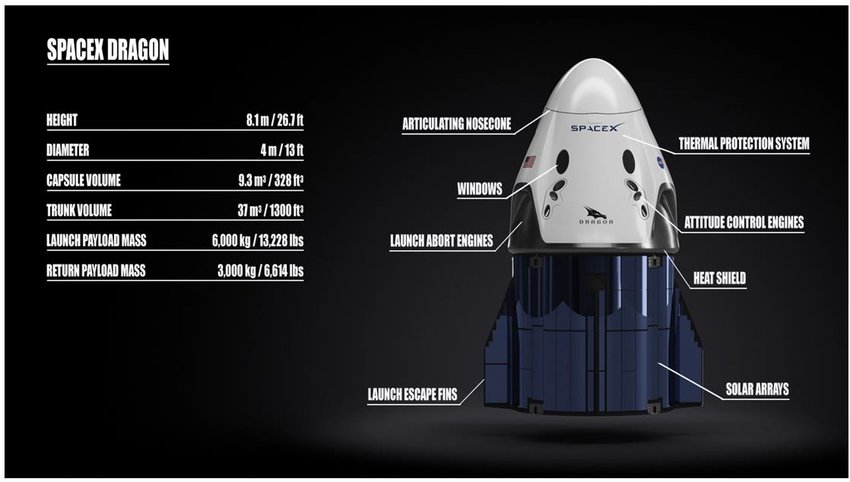 SPACEX DRAGON
HEIGHT 8.1 m / 26.7 ft
DIAMETER 4 m / 13 ft
CAPSULE VOLUME 9.3 m³ / 328 ft³
TRUNK VOLUME 37 m³ / 1300 ft³
LAUNCH PAYLOAD MASS 6,000 kg / 13,228 lbs
RETURN PAYLOAD MASS 3,000 kg / 6,614 lbs
ARTICULATING NOSECONE
SPACEX
THERMAL PROTECTION SYSTEM
WINDOWS
DRAGON
ATTITUDE CONTROL ENGINES
LAUNCH ABORT ENGINES
HEAT SHIELD
LAUNCH ESCAPE FINS
SOLAR ARRAYS